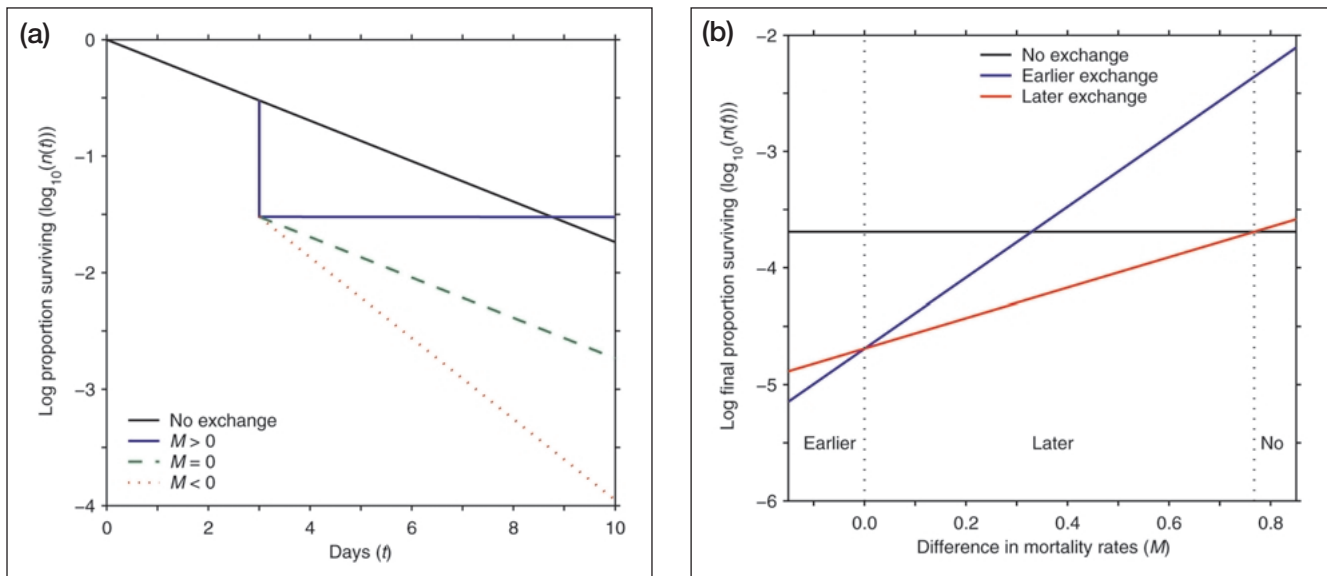 (a)
0
−1
−2
−3
−4
Log proportion surviving (log10(n(t)))
No exchange
M > 0
M = 0
M < 0
0 2 4 6 8 10
Days (t)
(b)
−2
−3
−4
−5
−6
Log final proportion surviving (log10(n(t)))
No exchange
Earlier exchange
Later exchange
Earlier Later No
0.0 0.2 0.4 0.6 0.8
Difference in mortality rates (M)